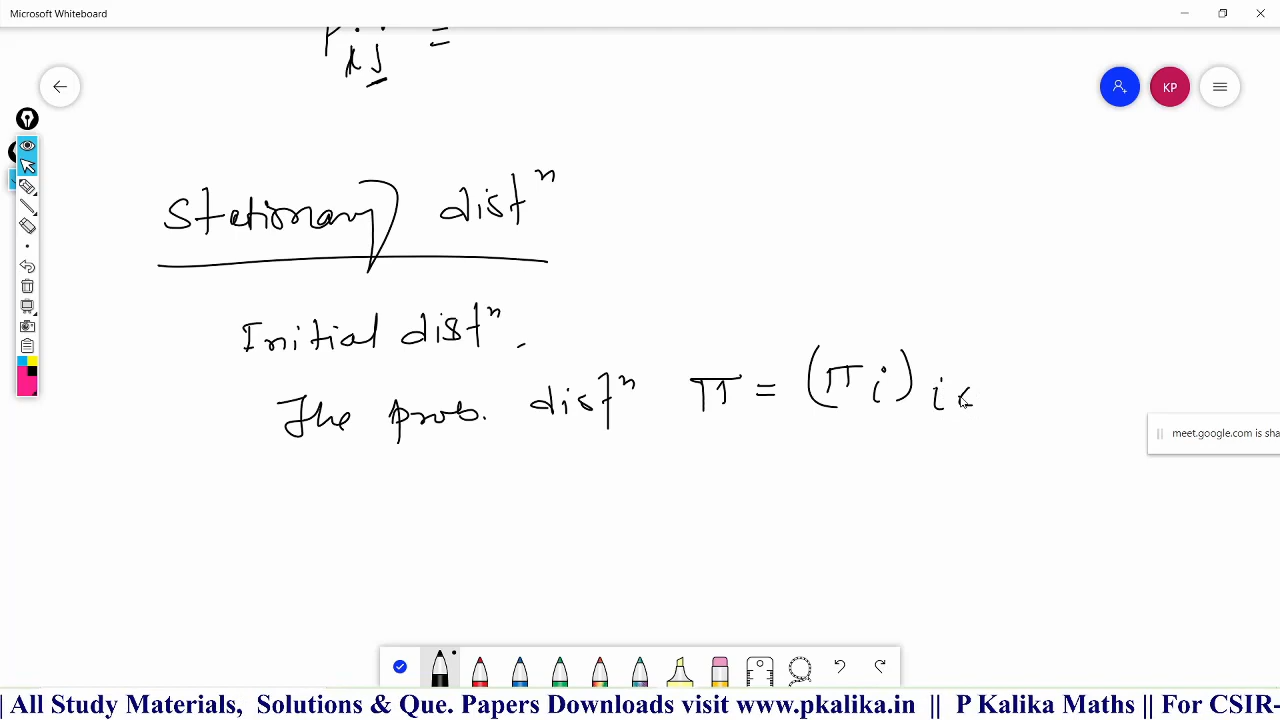 Microsoft Whiteboard
Pij =
KP
Stationary distⁿ
Initial distⁿ.
The prob. distⁿ π = (πi) i ε
meet.google.com is sha
| All Study Materials, Solutions & Que. Papers Downloads visit www.pkalika.in || P Kalika Maths || For CSIR-